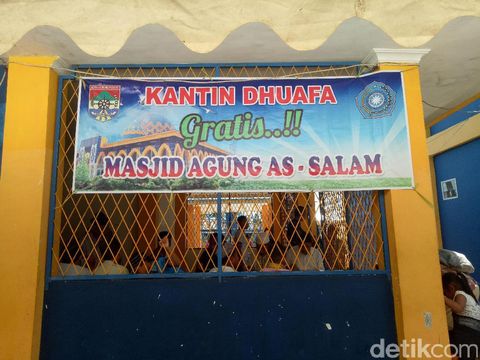 KANTIN DHUAFA
Gratis..!!
MASJID AGUNG AS - SALAM
detikcom